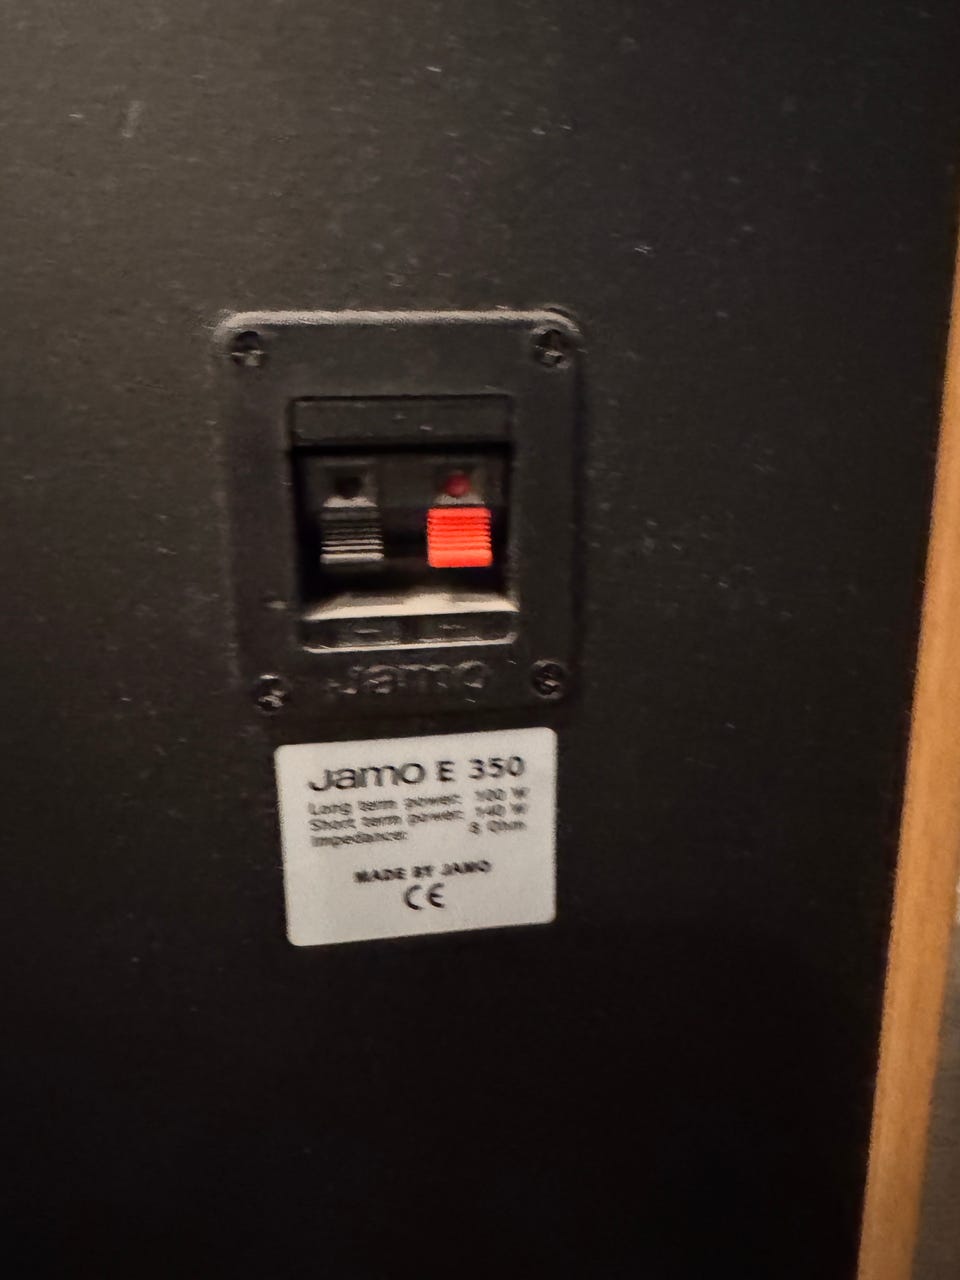 Jamo
Jamo E 350
Long term power: 100 W
Short term power: 140 W
Impedance: 8 Ohm
MADE BY JAMO
CE